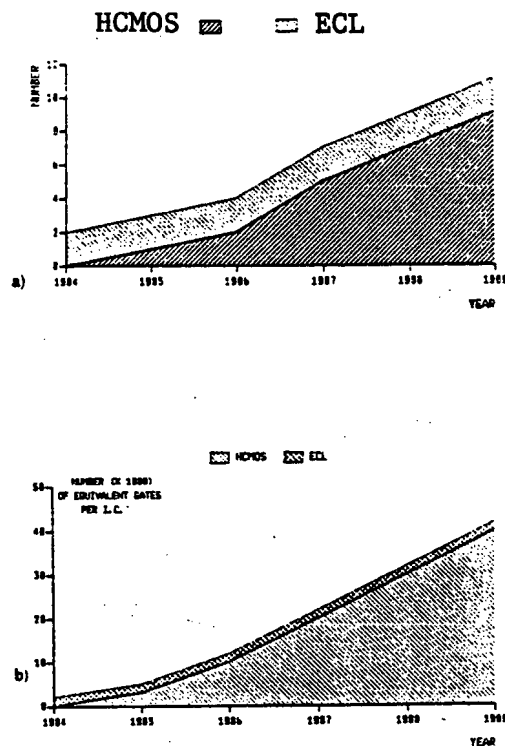 HCMOS ECL
NUMBER
12
10
8
6
4
2
0
1984 1985 1986 1987 1988
YEAR
a)
HCMOS ECL
NUMBER (X 1000)
OF EQUIVALENT GATES
PER I.C.
50
40
30
20
10
0
b)
1984 1985 1986 1987 1988
YEAR